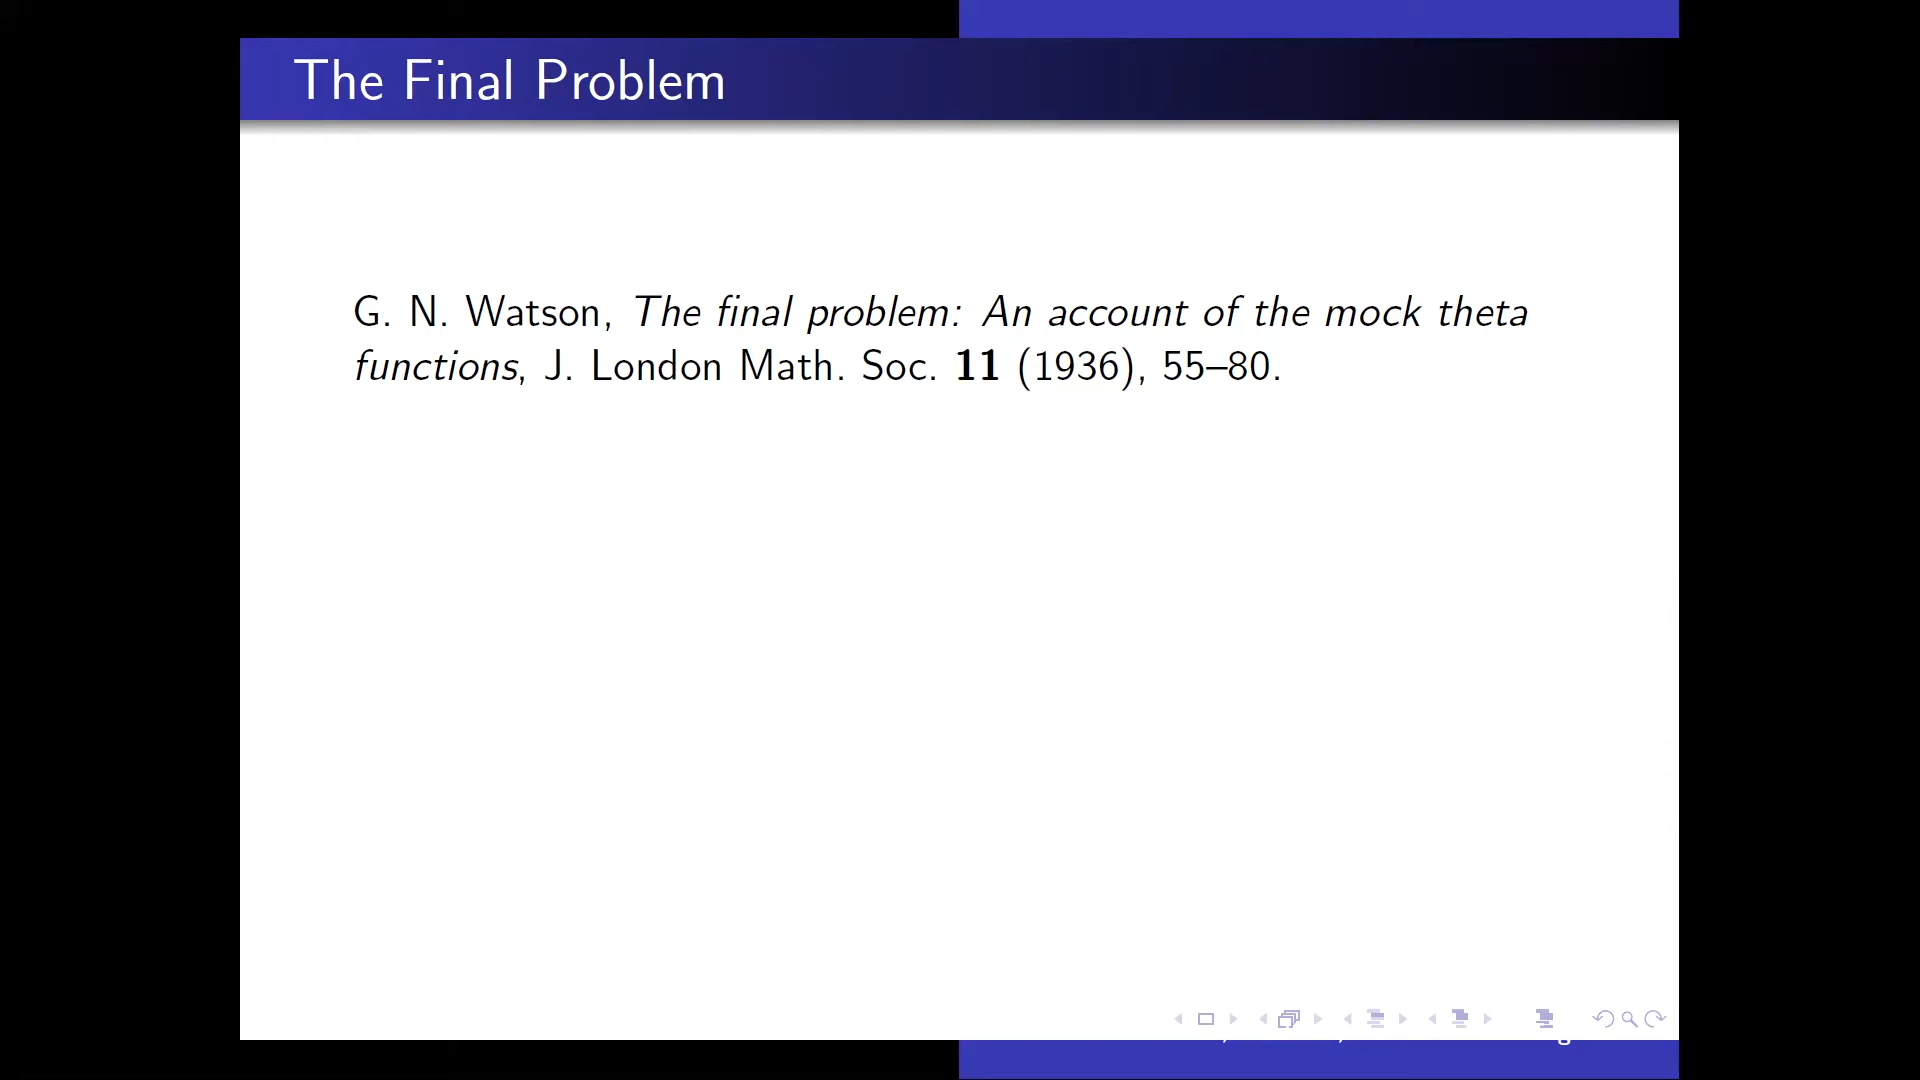 The Final Problem
G. N. Watson, The final problem: An account of the mock theta
functions, J. London Math. Soc. 11 (1936), 55–80.